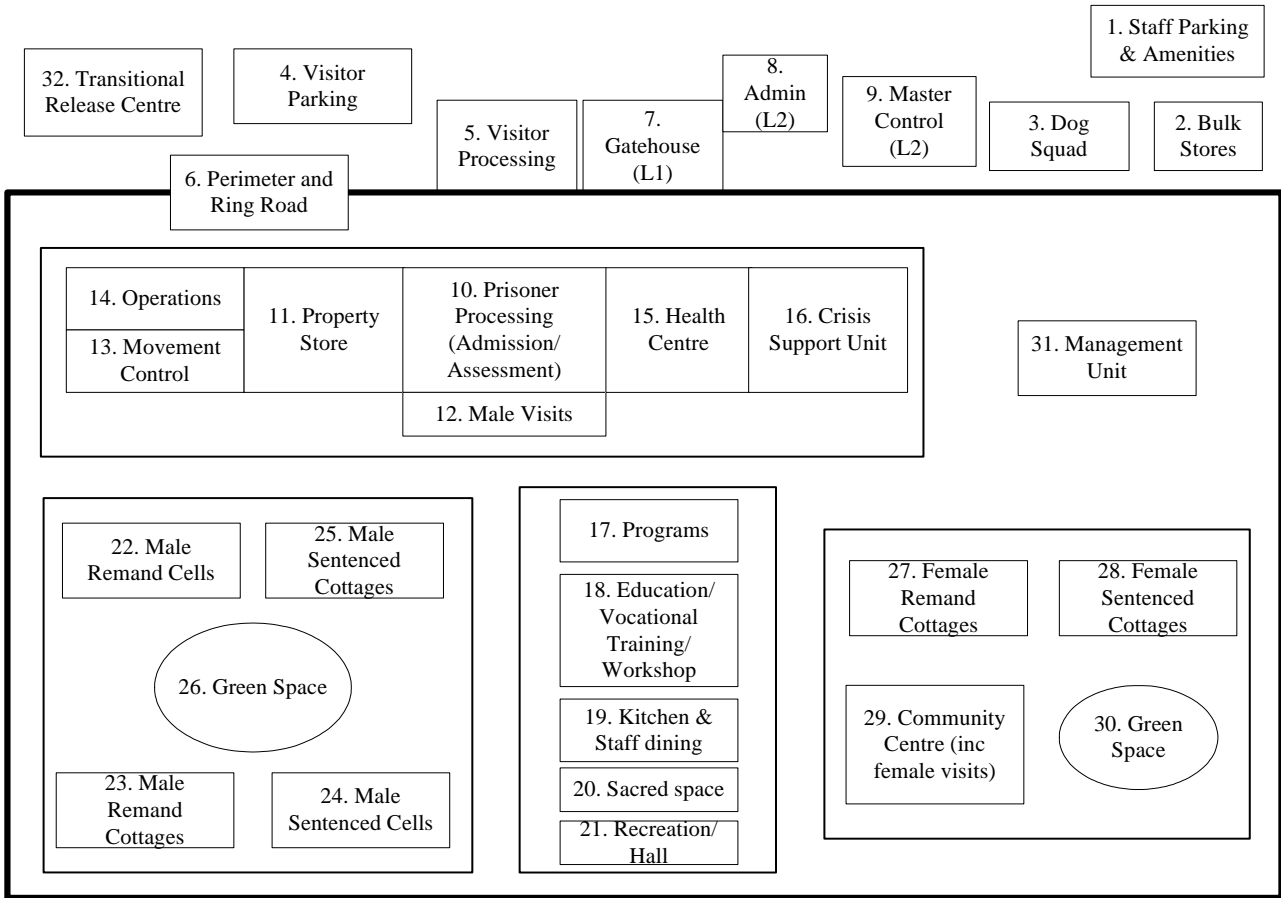 1. Staff Parking
& Amenities
32. Transitional
Release Centre
4. Visitor
Parking
8.
Admin
(L2)
9. Master
Control
(L2)
5. Visitor
Processing
7.
Gatehouse
(L1)
3. Dog
Squad
2. Bulk
Stores
6. Perimeter and
Ring Road
14. Operations
13. Movement
Control
11. Property
Store
10. Prisoner
Processing
(Admission/
Assessment)
15. Health
Centre
16. Crisis
Support Unit
12. Male Visits
31. Management
Unit
22. Male
Remand Cells
25. Male
Sentenced
Cottages
26. Green Space
23. Male
Remand
Cottages
24. Male
Sentenced Cells
17. Programs
18. Education/
Vocational
Training/
Workshop
19. Kitchen &
Staff dining
20. Sacred space
21. Recreation/
Hall
27. Female
Remand
Cottages
28. Female
Sentenced
Cottages
29. Community
Centre (inc
female visits)
30. Green
Space